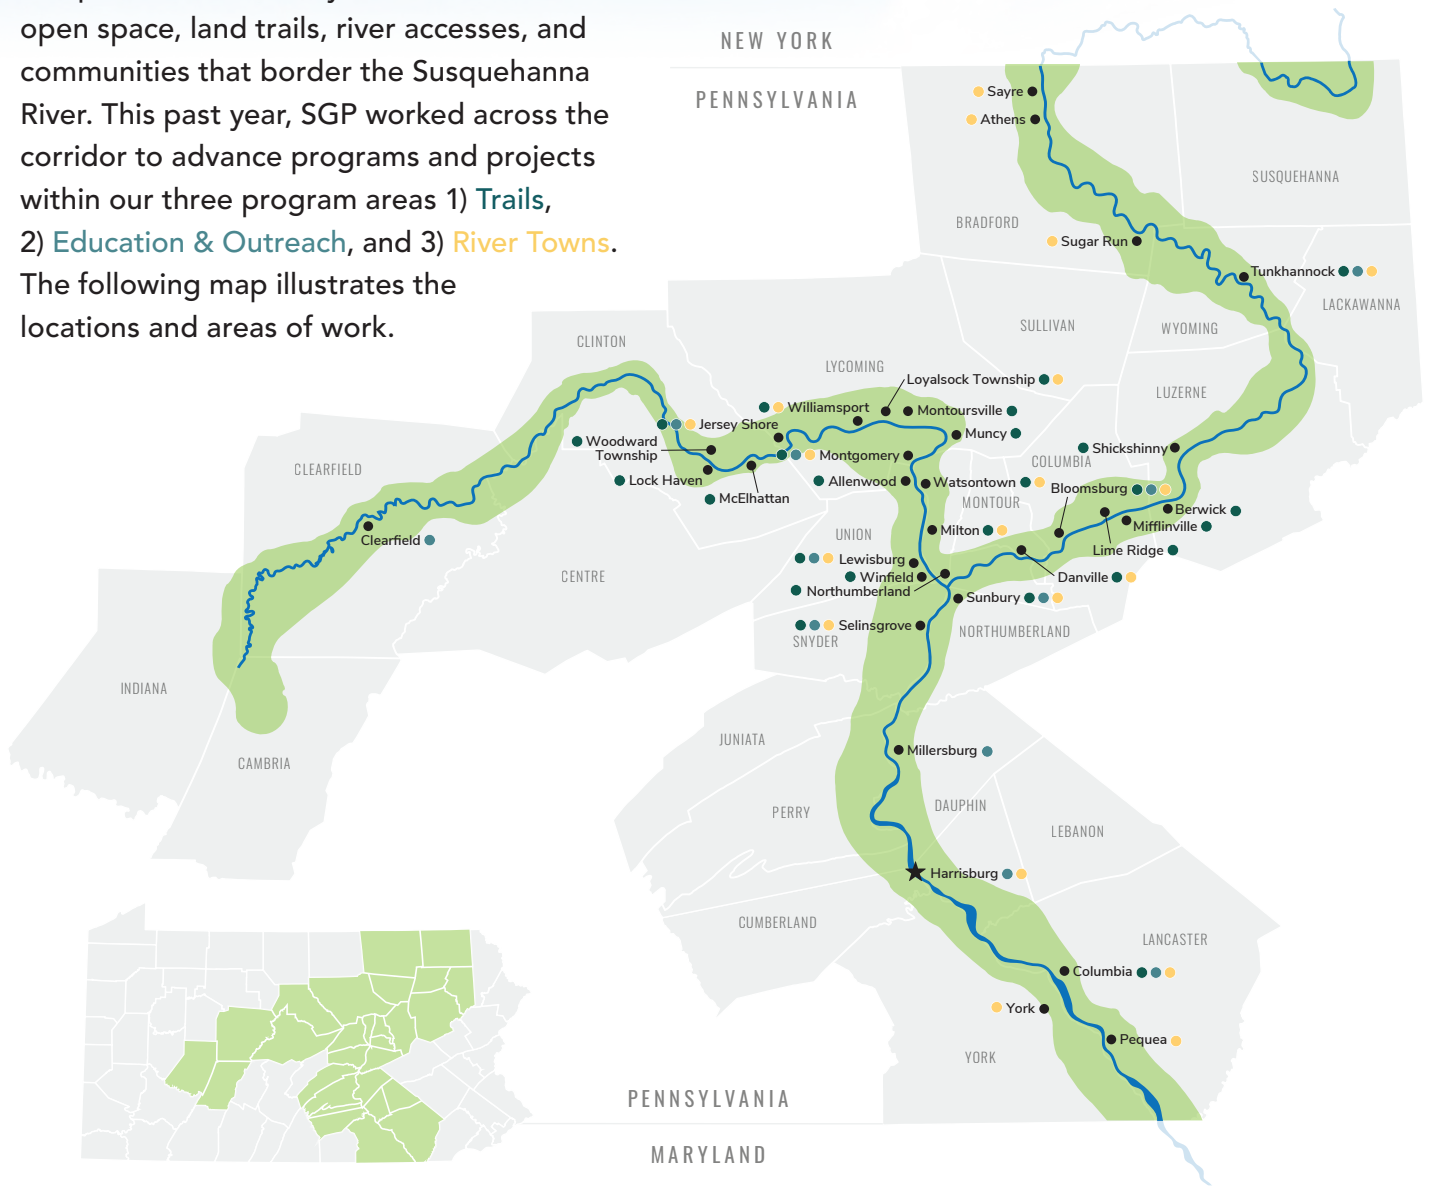 open space, land trails, river accesses, and
communities that border the Susquehanna
River. This past year, SGP worked across the
corridor to advance programs and projects
within our three program areas 1) Trails,
2) Education & Outreach, and 3) River Towns.
The following map illustrates the
locations and areas of work.
NEW YORK
PENNSYLVANIA
Sayre
Athens
SUSQUEHANNA
BRADFORD
Sugar Run
Tunkhannock
LACKAWANNA
SULLIVAN
WYOMING
CLINTON
LYCOMING
Loyalsock Township
LUZERNE
Williamsport
Montoursville
Jersey Shore
Muncy
Woodward
Township
Shickshinny
Montgomery
COLUMBIA
CLEARFIELD
Lock Haven
Allenwood
Watsontown
Bloomsburg
McElhattan
MONTOUR
Berwick
Mifflinville
Clearfield
UNION
Milton
Lime Ridge
Lewisburg
CENTRE
Winfield
Danville
Northumberland
Sunbury
Selinsgrove
NORTHUMBERLAND
SNYDER
INDIANA
JUNIATA
Millersburg
CAMBRIA
PERRY
DAUPHIN
LEBANON
Harrisburg
CUMBERLAND
LANCASTER
Columbia
York
Pequea
YORK
PENNSYLVANIA
MARYLAND